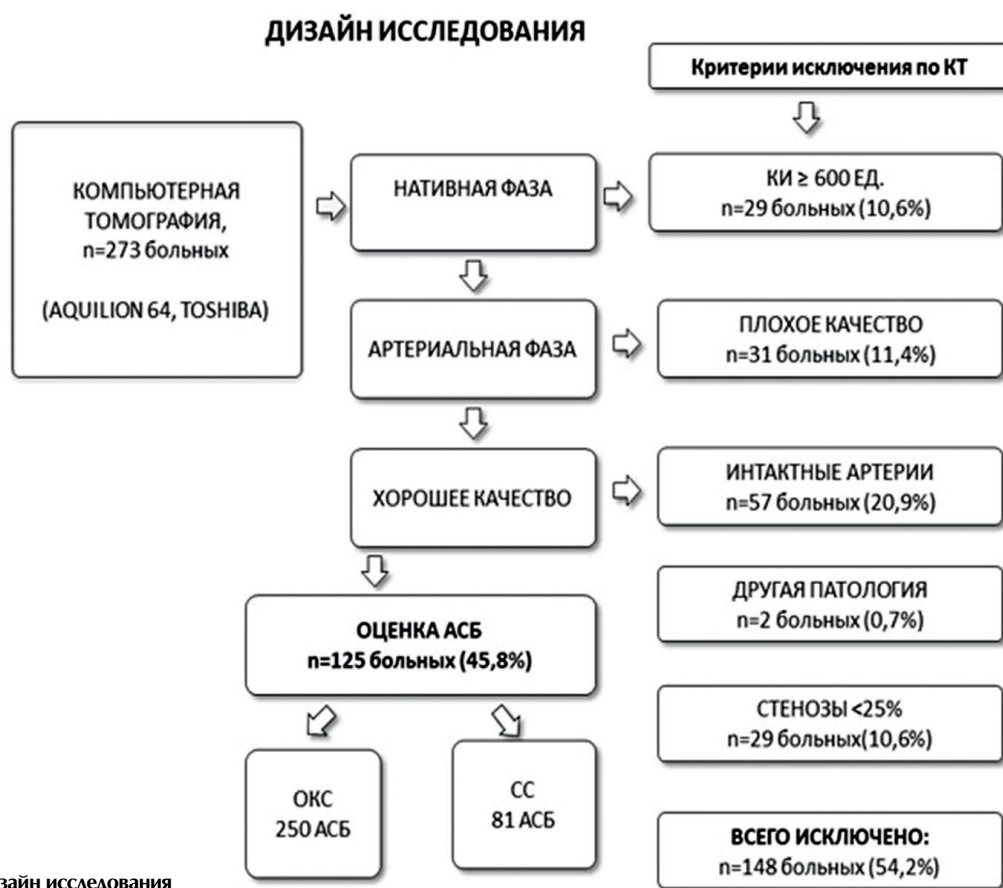 ДИЗАЙН ИССЛЕДОВАНИЯ
Критерии исключения по КТ
КОМПЬЮТЕРНАЯ
ТОМОГРАФИЯ,
n=273 больных
(AQUILION 64, TOSHIBA)
НАТИВНАЯ ФАЗА
КИ ≥ 600 ЕД.
n=29 больных (10,6%)
АРТЕРИАЛЬНАЯ ФАЗА
ПЛОХОЕ КАЧЕСТВО
n=31 больных (11,4%)
ХОРОШЕЕ КАЧЕСТВО
ИНТАКТНЫЕ АРТЕРИИ
n=57 больных (20,9%)
ДРУГАЯ ПАТОЛОГИЯ
n=2 больных (0,7%)
ОЦЕНКА АСБ
n=125 больных (45,8%)
СТЕНОЗЫ <25%
n=29 больных(10,6%)
ОКС
250 АСБ
СС
81 АСБ
ВСЕГО ИСКЛЮЧЕНО:
n=148 больных (54,2%)
зайн исследования